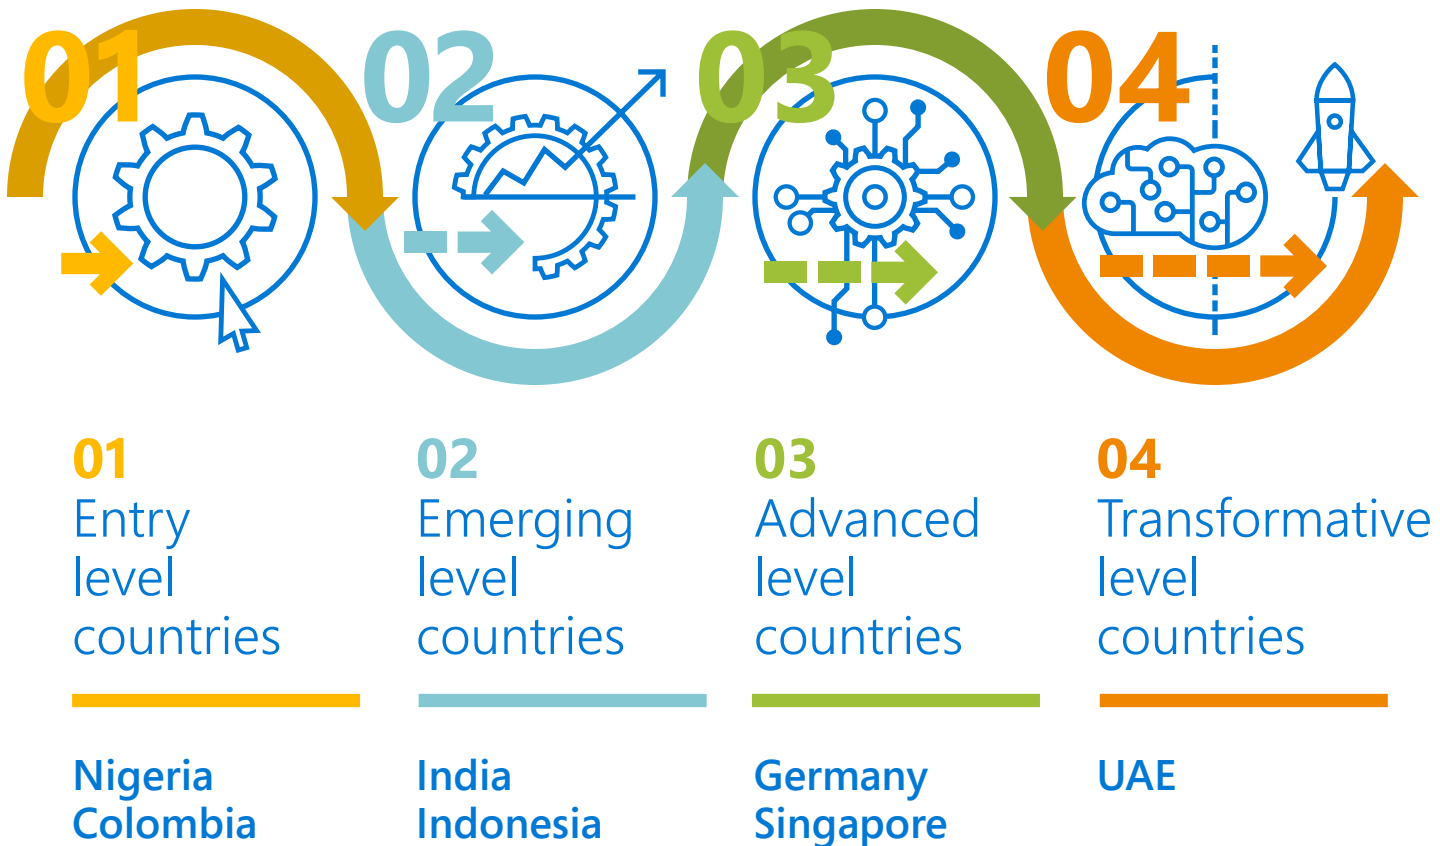 01
02
03
04
01
Entry
level
countries
Nigeria
Colombia
02
Emerging
level
countries
India
Indonesia
03
Advanced
level
countries
Germany
Singapore
04
Transformative
level
countries
UAE